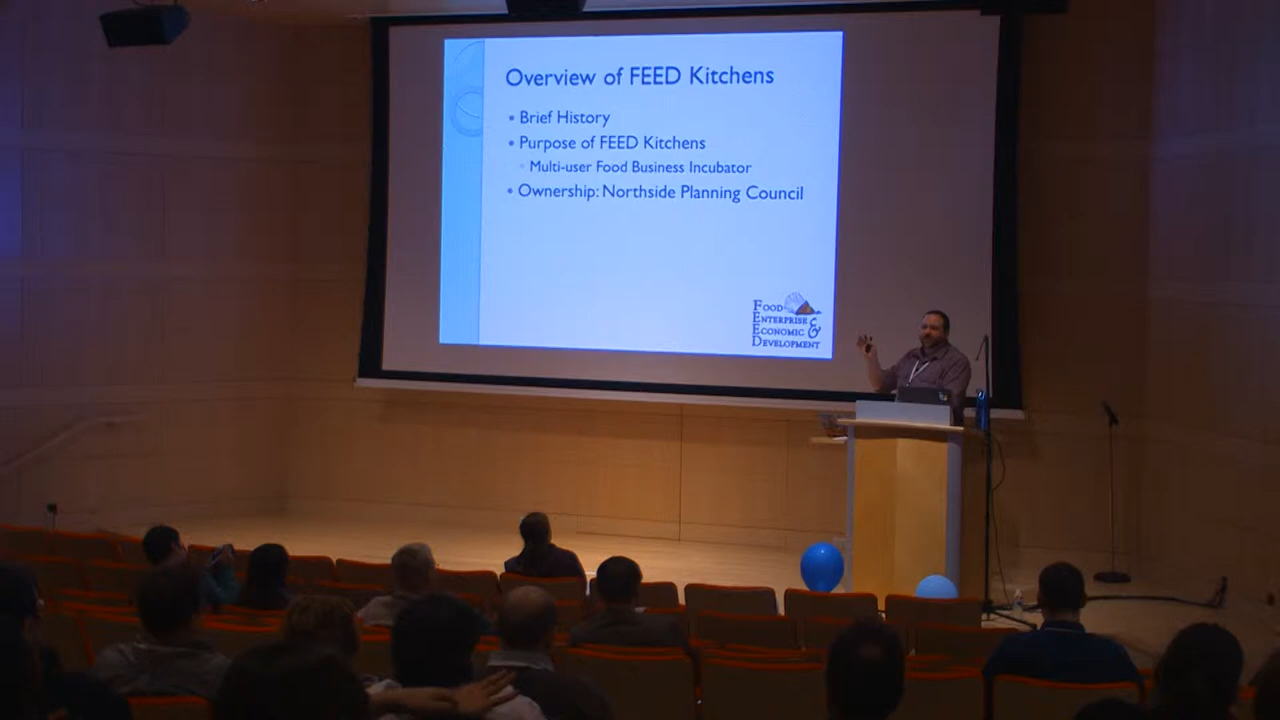 Overview of FEED Kitchens
• Brief History
• Purpose of FEED Kitchens
Multi-user Food Business Incubator
• Ownership: Northside Planning Council
FOOD
ENTERPRISE &
ECONOMIC
DEVELOPMENT